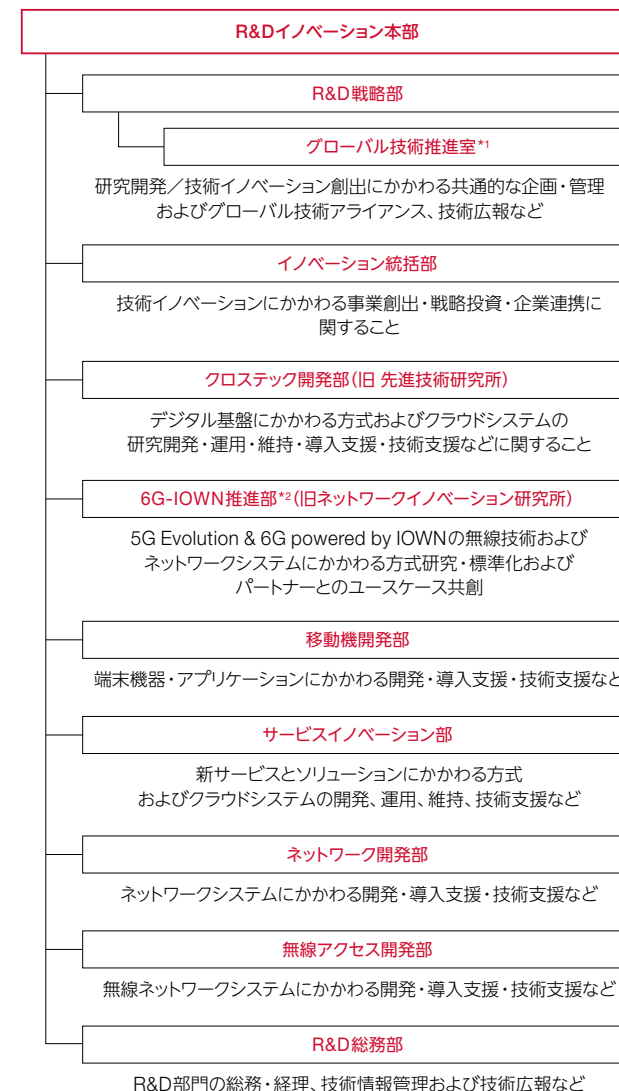 R&Dイノベーション本部
R&D戦略部
グローバル技術推進室*1
研究開発／技術イノベーション創出にかかわる共通的な企画・管理
およびグローバル技術アライアンス、技術広報など
イノベーション統括部
技術イノベーションにかかわる事業創出・戦略投資・企業連携に
関すること
クロステック開発部(旧 先進技術研究所)
デジタル基盤にかかわる方式およびクラウドシステムの
研究開発・運用・維持・導入支援・技術支援などに関すること
6G-IOWN推進部*2(旧ネットワークイノベーション研究所)
5G Evolution & 6G powered by IOWNの無線技術および
ネットワークシステムにかかわる方式研究・標準化および
パートナーとのユースケース共創
移動機開発部
端末機器・アプリケーションにかかわる開発・導入支援・技術支援など
サービスイノベーション部
新サービスとソリューションにかかわる方式
およびクラウドシステムの開発、運用、維持、技術支援など
ネットワーク開発部
ネットワークシステムにかかわる開発・導入支援・技術支援など
無線アクセス開発部
無線ネットワークシステムにかかわる開発・導入支援・技術支援など
R&D総務部
R&D部門の総務・経理、技術情報管理および技術広報など